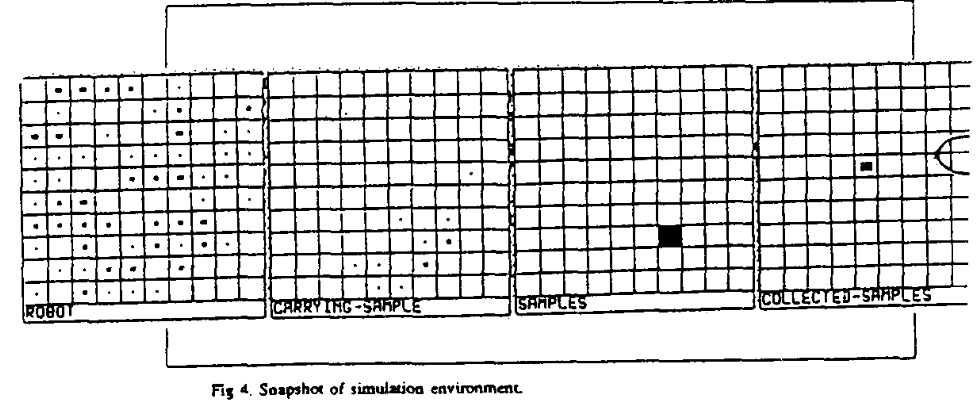 ROBOT
CARRYING-SAMPLE
SAMPLES
COLLECTED-SAMPLES
Fig 4. Snapshot of simulation environment.